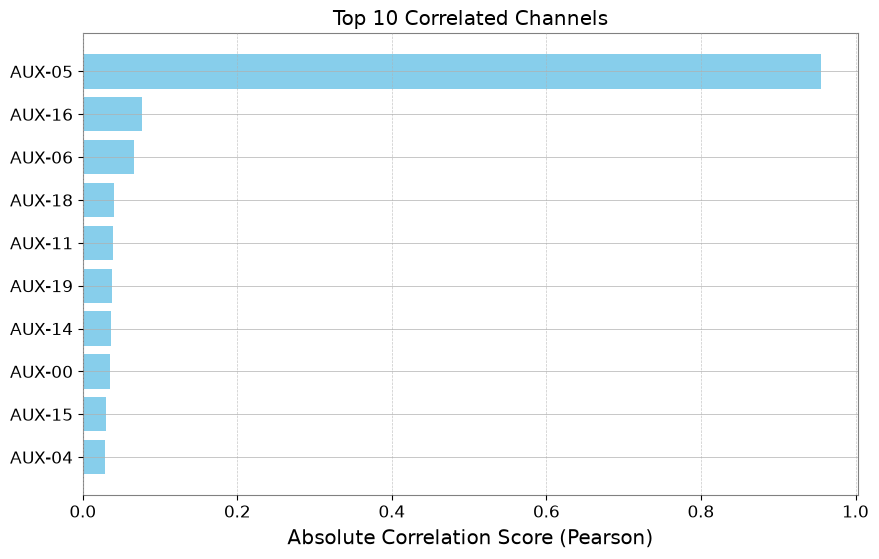 Top 10 Correlated Channels
AUX-05
AUX-16
AUX-06
AUX-18
AUX-11
AUX-19
AUX-14
AUX-00
AUX-15
AUX-04
0.0 0.2 0.4 0.6 0.8 1.0
Absolute Correlation Score (Pearson)